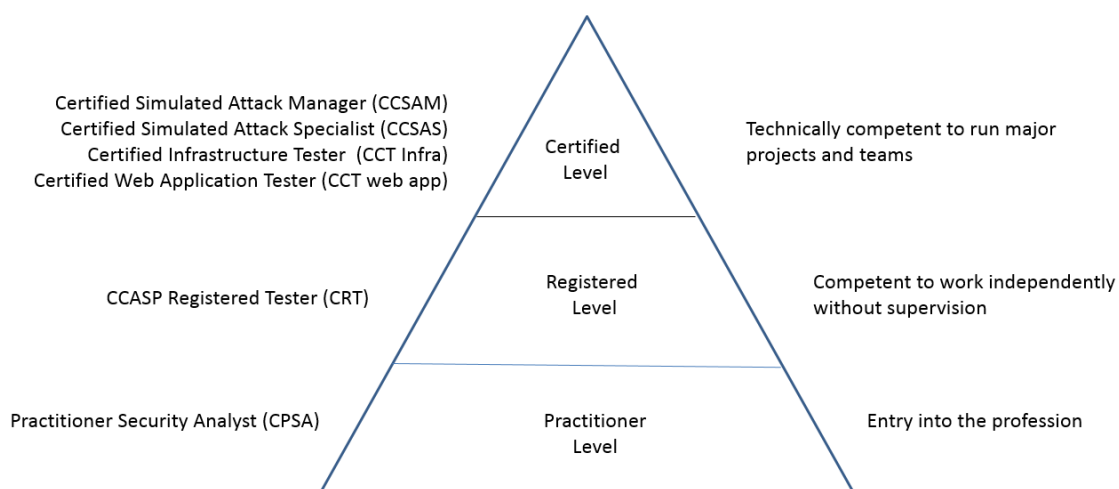 Certified Simulated Attack Manager (CCSAM)
Certified Simulated Attack Specialist (CCSAS)
Certified Infrastructure Tester  (CCT Infra)
Certified Web Application Tester (CCT web app)
Certified
Level
Technically competent to run major
projects and teams
CCASP Registered Tester (CRT)
Registered
Level
Competent to work independently
without supervision
Practitioner Security Analyst (CPSA)
Practitioner
Level
Entry into the profession